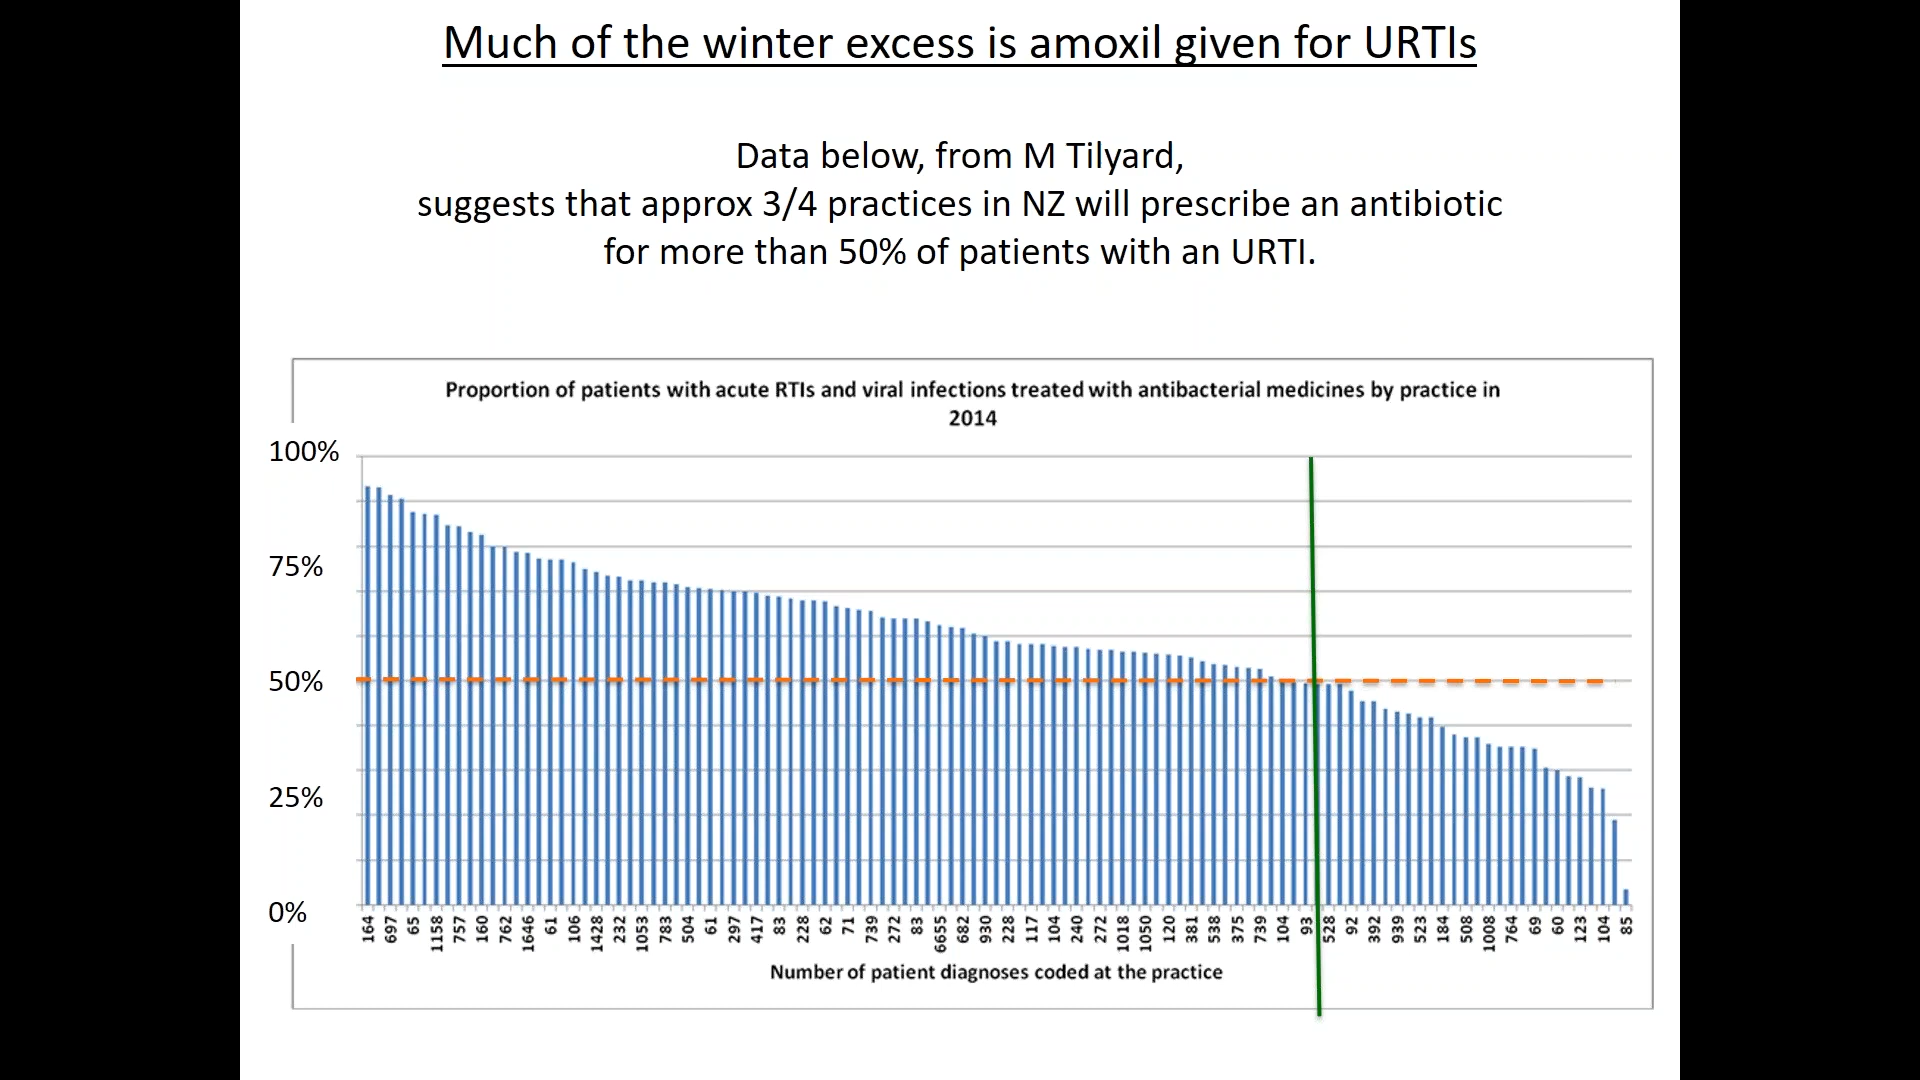 Much of the winter excess is amoxil given for URTIs
Data below, from M Tilyard,
suggests that approx 3/4 practices in NZ will prescribe an antibiotic
for more than 50% of patients with an URTI.
Proportion of patients with acute RTIs and viral infections treated with antibacterial medicines by practice in
2014
100%
75%
50%
25%
0%
164 697 65 1158 757 160 762 1646 61 106 1428 232 1053 783 504 61 297 417 83 228 62 71 739 272 83 6655 682 930 228 117 104 240 272 1018 1050 120 381 538 375 739 104 93 528 92 392 939 523 184 508 1008 764 69 60 123 104 85
Number of patient diagnoses coded at the practice